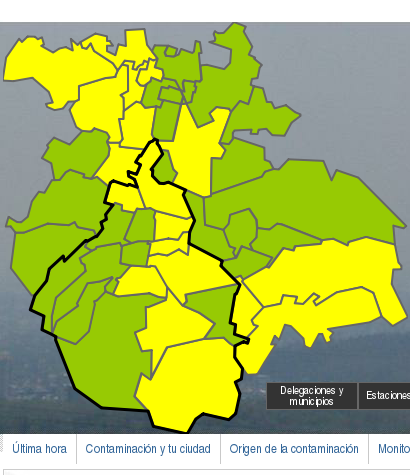 Delegaciones y
municipios
Estaciones
Última hora
Contaminación y tu ciudad
Origen de la contaminación
Monito